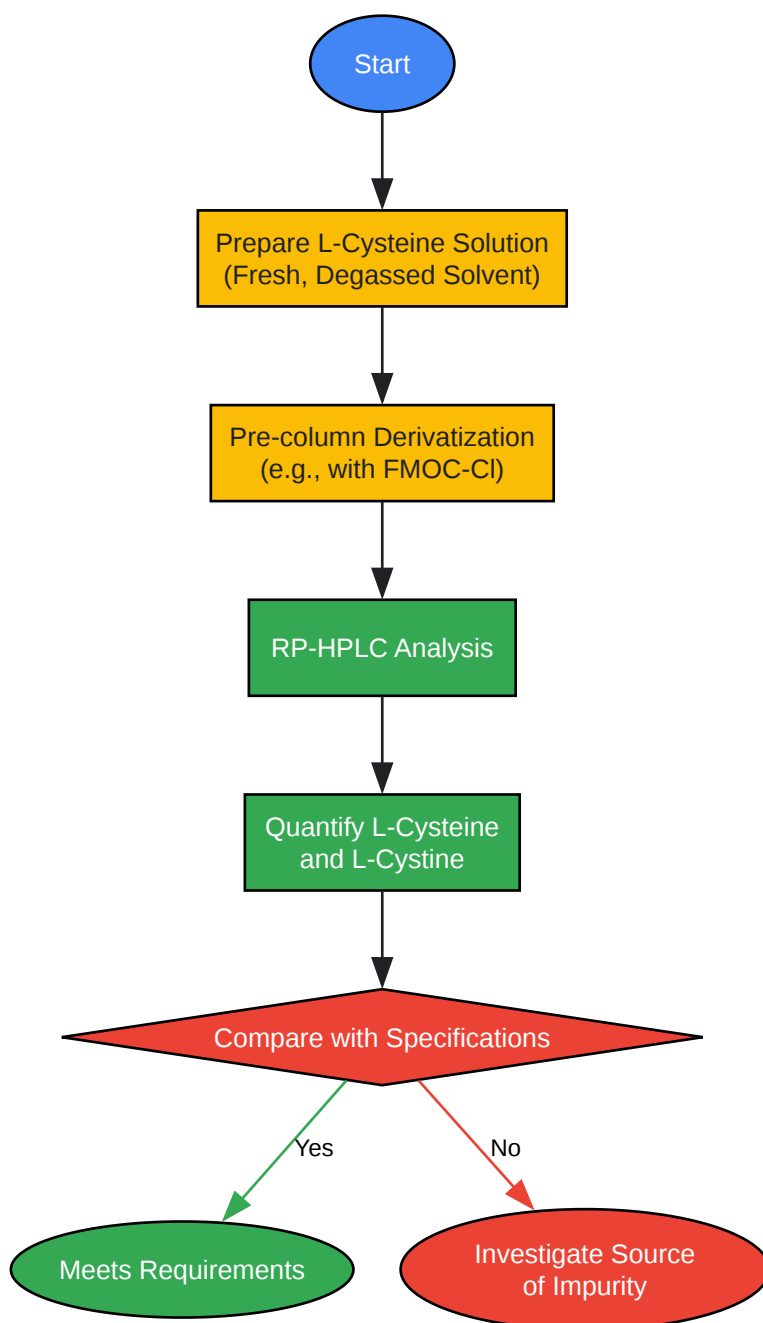 Start
Prepare L-Cysteine Solution
(Fresh, Degassed Solvent)
Pre-column Derivatization
(e.g., with FMOC-Cl)
RP-HPLC Analysis
Quantify L-Cysteine
and L-Cystine
Compare with Specifications
Yes
No
Meets Requirements
Investigate Source
of Impurity